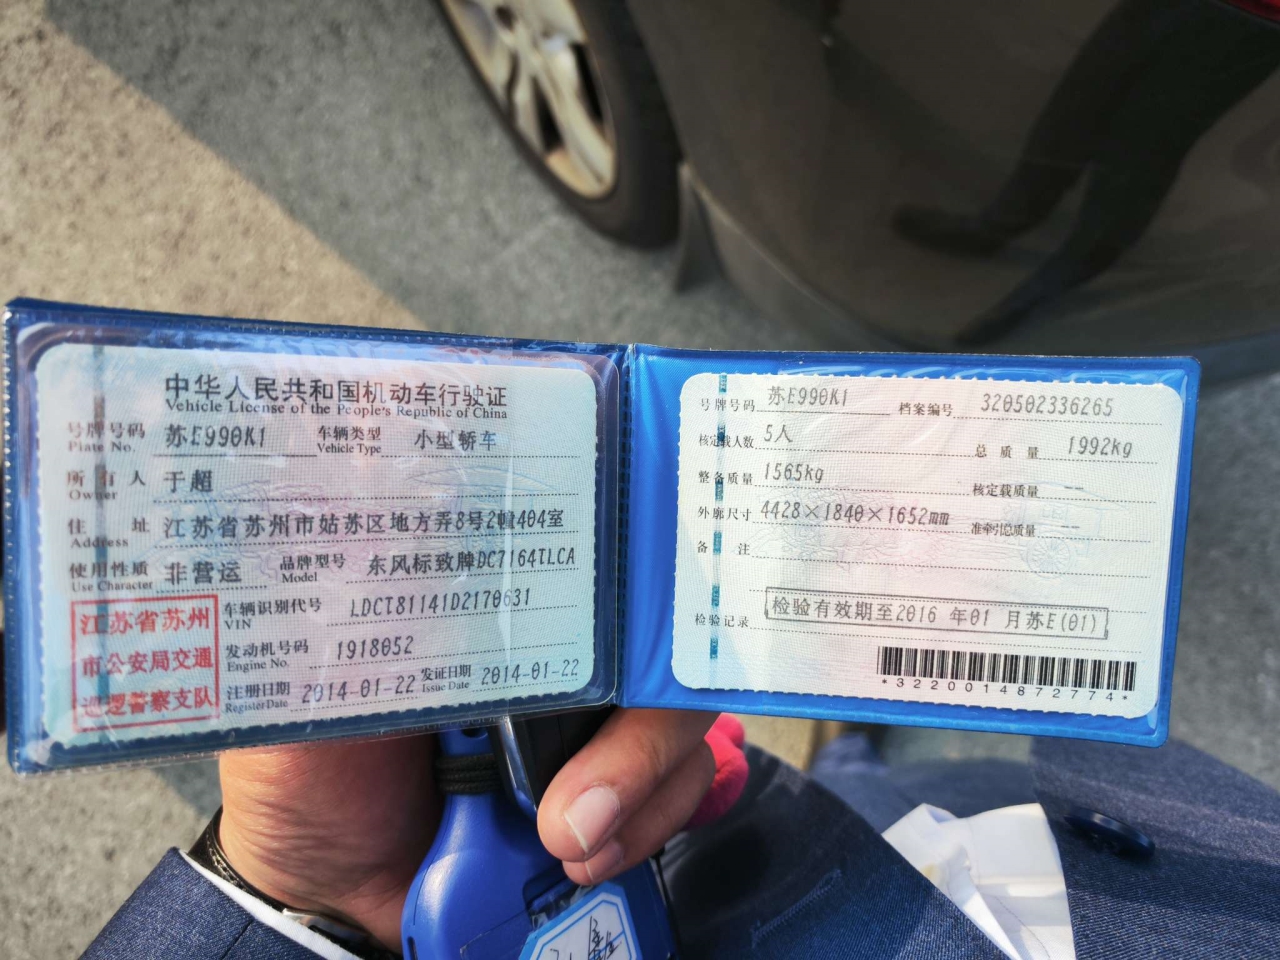 中华人民共和国机动车行驶证
Vehicle License of the People's Republic of China
号牌号码 苏E990K1 车辆类型 小型轿车
Plate No. Vehicle Type
所有人 于超
Owner
住址 江苏省苏州市姑苏区地方弄8号2幢404室
Address
使用性质 非营运 品牌型号 东风标致牌DC7164TLCA
Use Character Model
江苏省苏州
市公安局交通
巡逻警察支队
车辆识别代号 LDCT81141D2170631
VIN
发动机号码 1918052
Engine No.
注册日期 2014-01-22 发证日期 2014-01-22
Register Date Issue Date
号牌号码 苏E990K1 档案编号 320502336265
核定载人数 5人 总质量 1992kg
整备质量 1565kg 核定载质量 --
外廓尺寸 4428×1840×1652mm 准牵引总质量 --
备注
检验记录 检验有效期至2016年01月苏E(01)
*3220014872774*